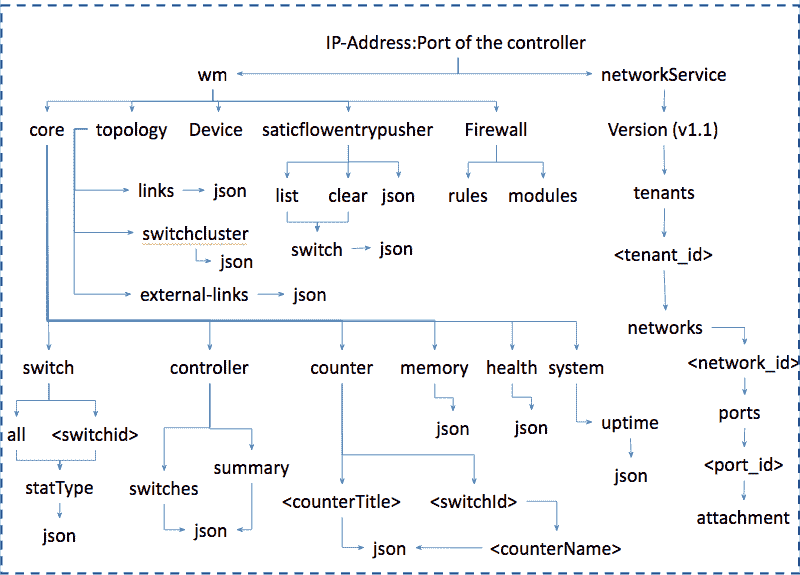 IP-Address:Port of the controller
wm
networkService
core
topology
Device
saticflowentrypusher
Firewall
Version (v1.1)
links
json
list
clear
json
rules
modules
tenants
switchcluster
json
switch
json
<tenant_id>
external-links
json
networks
switch
controller
counter
memory
health
system
<network_id>
all
<switchid>
json
json
uptime
ports
statType
switches
summary
<counterTitle>
<switchId>
json
<port_id>
json
json
json
<counterName>
attachment